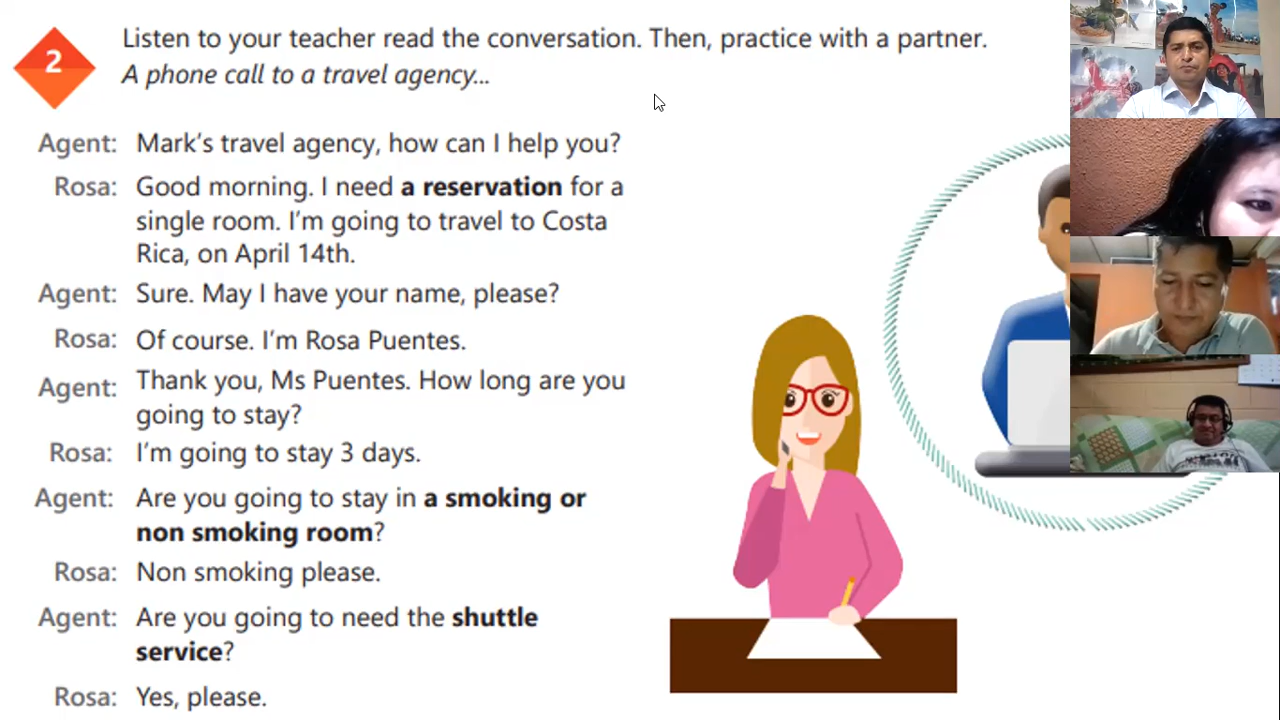 2
Listen to your teacher read the conversation. Then, practice with a partner.
A phone call to a travel agency...
Agent: Mark's travel agency, how can I help you?
Rosa: Good morning. I need a reservation for a
single room. I'm going to travel to Costa
Rica, on April 14th.
Agent: Sure. May I have your name, please?
Rosa: Of course. I'm Rosa Puentes.
Agent: Thank you, Ms Puentes. How long are you
going to stay?
Rosa: I'm going to stay 3 days.
Agent: Are you going to stay in a smoking or
non smoking room?
Rosa: Non smoking please.
Agent: Are you going to need the shuttle
service?
Rosa: Yes, please.